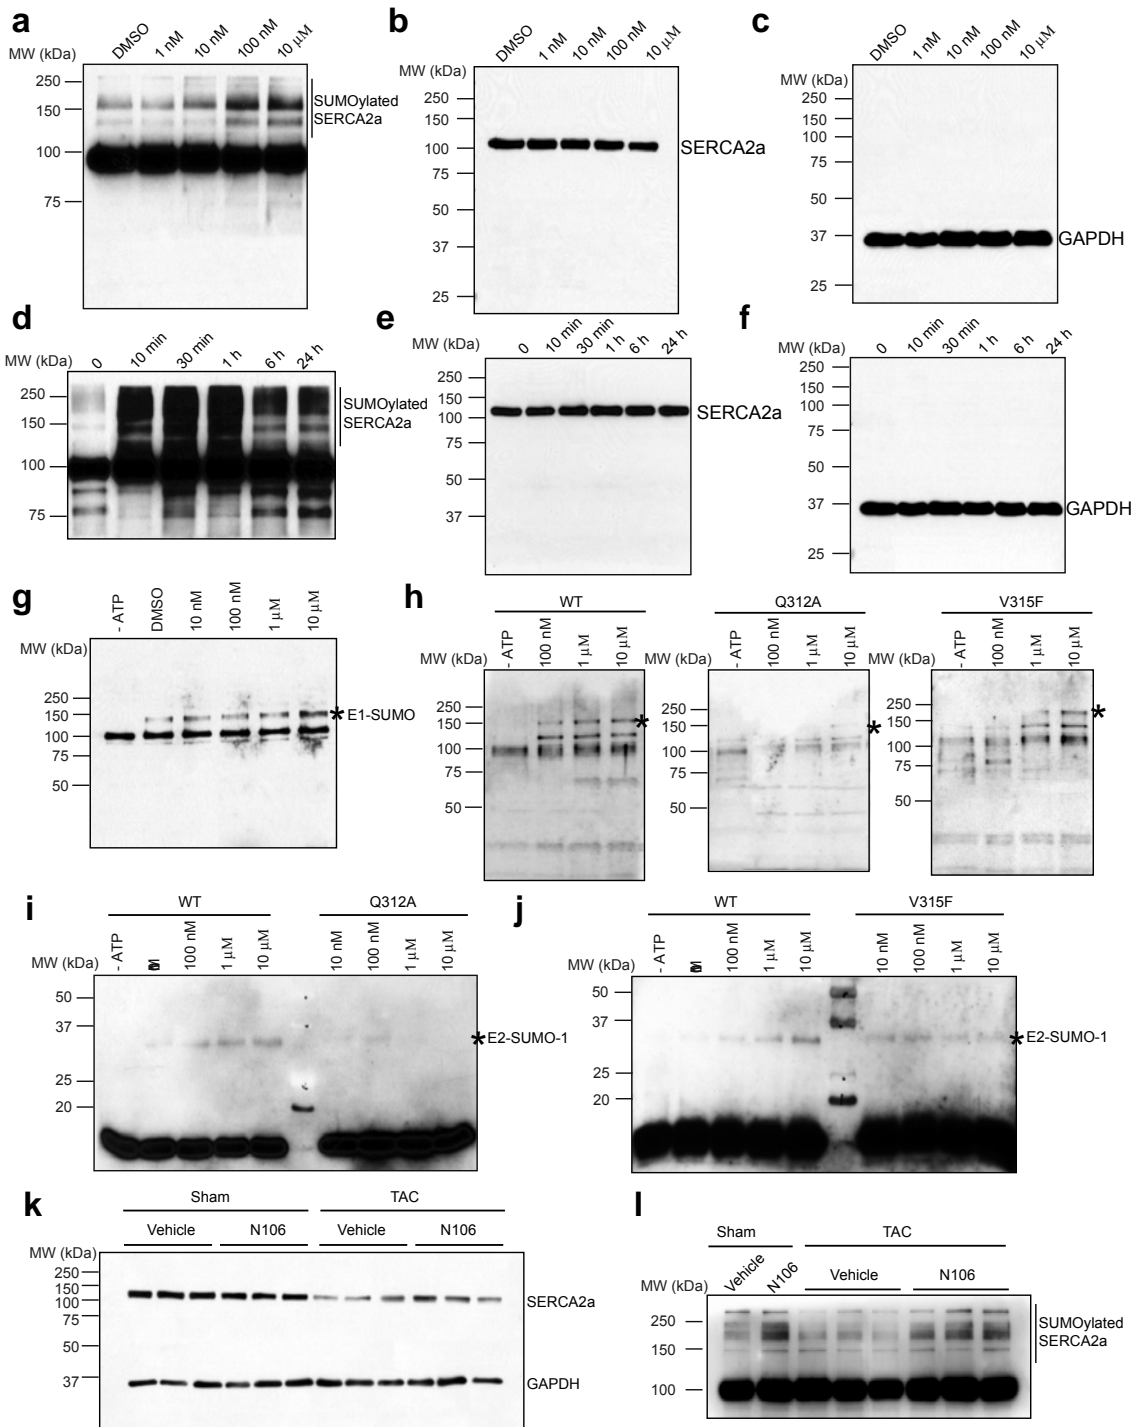 a
DMSO 1 nM 10 nM 100 nM 10 µM
MW (kDa)
250
150
100
75
SUMOylated
SERCA2a
b
DMSO 1 nM 10 nM 100 nM 10 µM
MW (kDa)
250
150
100
75
50
37
25
SERCA2a
c
DMSO 1 nM 10 nM 100 nM 10 µM
MW (kDa)
250
150
100
75
50
37
25
GAPDH
d
0 10 min 30 min 1 h 6 h 24 h
MW (kDa)
250
150
100
75
SUMOylated
SERCA2a
e
0 10 min 30 min 1 h 6 h 24 h
MW (kDa)
250
150
100
75
50
37
SERCA2a
f
0 10 min 30 min 1 h 6 h 24 h
MW (kDa)
250
150
100
75
50
37
25
GAPDH
g
- ATP DMSO 10 nM 100 nM 1 µM 10 µM
MW (kDa)
250
150
100
75
50
* E1-SUMO
h
WT
- ATP 100 nM 1 µM 10 µM
MW (kDa)
250
150
100
75
50
*
Q312A
- ATP 100 nM 1 µM 10 µM
MW (kDa)
250
150
100
75
50
*
V315F
- ATP 100 nM 1 µM 10 µM
MW (kDa)
250
150
100
75
50
*
i
WT Q312A
- ATP 100 nM 1 µM 10 µM 10 nM 100 nM 1 µM 10 µM
MW (kDa)
50
37
25
20
* E2-SUMO-1
j
WT V315F
- ATP 100 nM 1 µM 10 µM 10 nM 100 nM 1 µM 10 µM
MW (kDa)
50
37
25
20
* E2-SUMO-1
k
Sham TAC
Vehicle N106 Vehicle N106
MW (kDa)
250
150
100
75
50
37
SERCA2a
GAPDH
l
Sham TAC
Vehicle N106 Vehicle N106
MW (kDa)
250
150
100
SUMOylated
SERCA2a